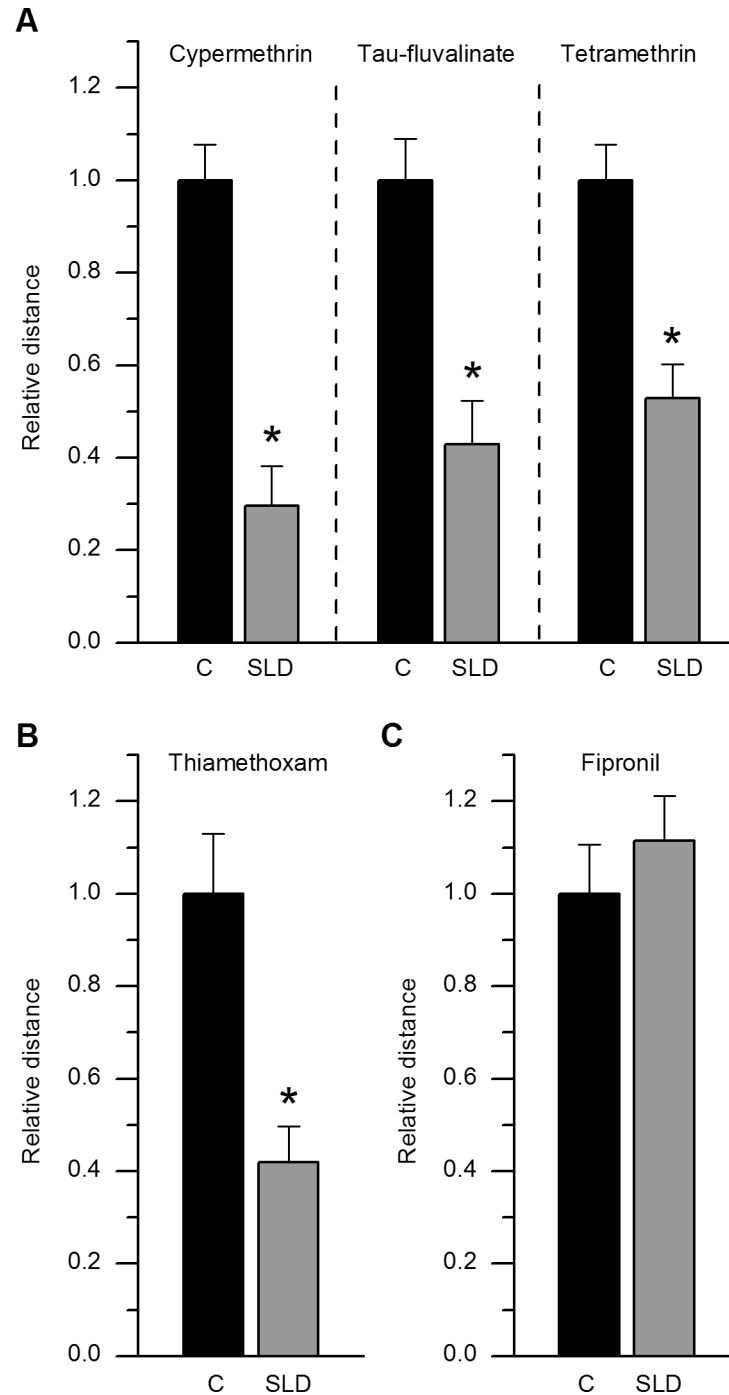 A
Cypermethrin Tau-fluvalinate Tetramethrin
1.2
1.0
0.8
0.6
0.4
0.2
0.0
Relative distance
* * *
C SLD C SLD C SLD
B
Thiamethoxam
1.2
1.0
0.8
0.6
0.4
0.2
0.0
Relative distance
*
C SLD
C
Fipronil
1.2
1.0
0.8
0.6
0.4
0.2
0.0
Relative distance
C SLD